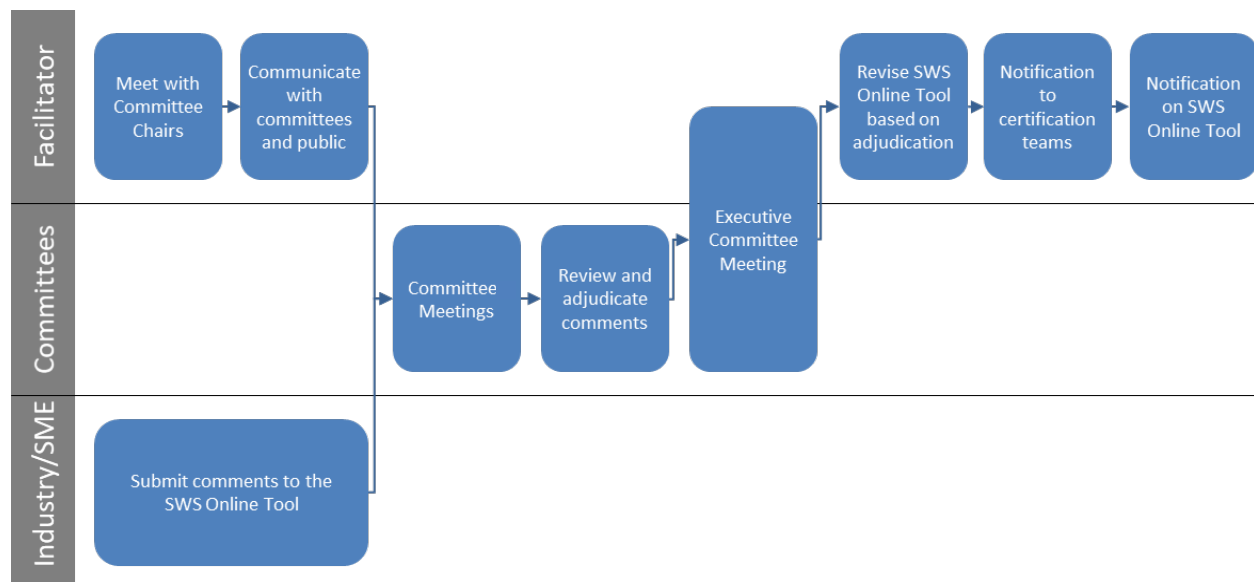 Facilitator
Meet with
Committee
Chairs
Communicate
with
committees
and public
Revise SWS
Online Tool
based on
adjudication
Notification
to
certification
teams
Notification
on SWS
Online Tool
Committees
Committee
Meetings
Review and
adjudicate
comments
Executive
Committee
Meeting
Industry/SME
Submit comments to the
SWS Online Tool